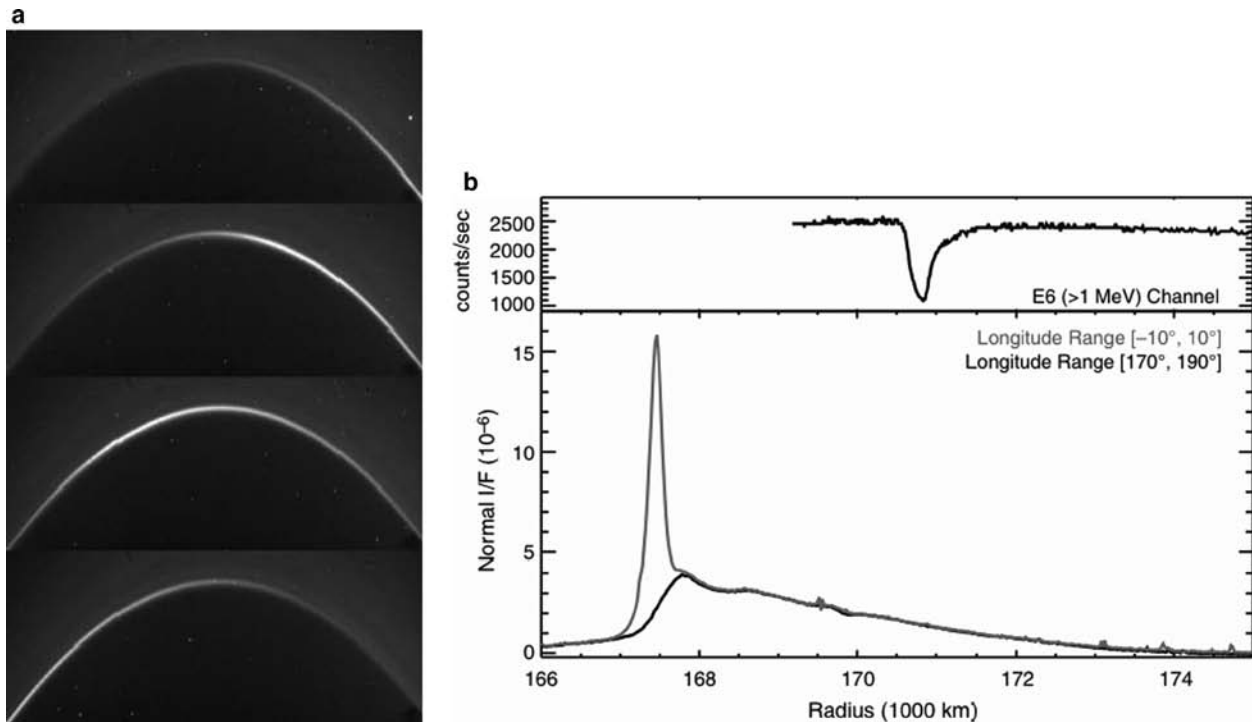 a
b
counts/sec
2500
2000
1500
1000
E6 (>1 MeV) Channel
Normal I/F (10⁻⁶)
15
10
5
0
Longitude Range [–10°, 10°]
Longitude Range [170°, 190°]
166
168
170
172
174
Radius (1000 km)